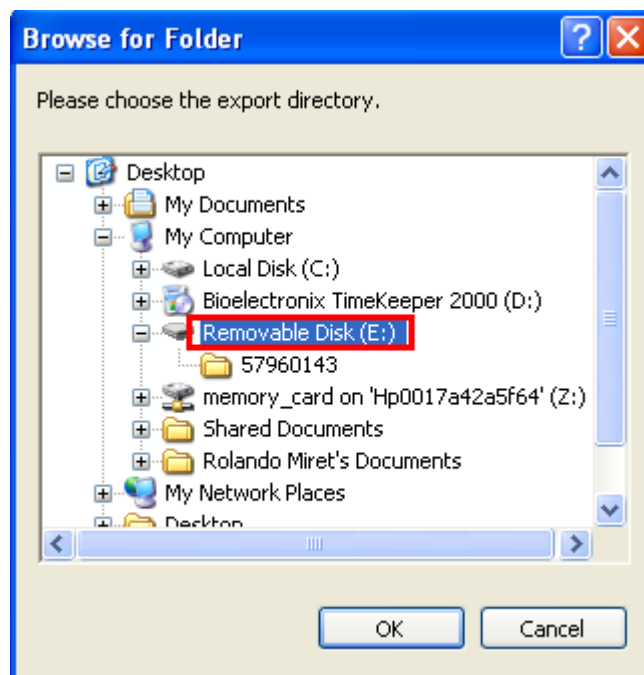 Browse for Folder
Please choose the export directory.
Desktop
My Documents
My Computer
Local Disk (C:)
Bioelectronix TimeKeeper 2000 (D:)
Removable Disk (E:)
57960143
memory_card on 'Hp0017a42a5f64' (Z:)
Shared Documents
Rolando Miret's Documents
My Network Places
Desktop
OK Cancel